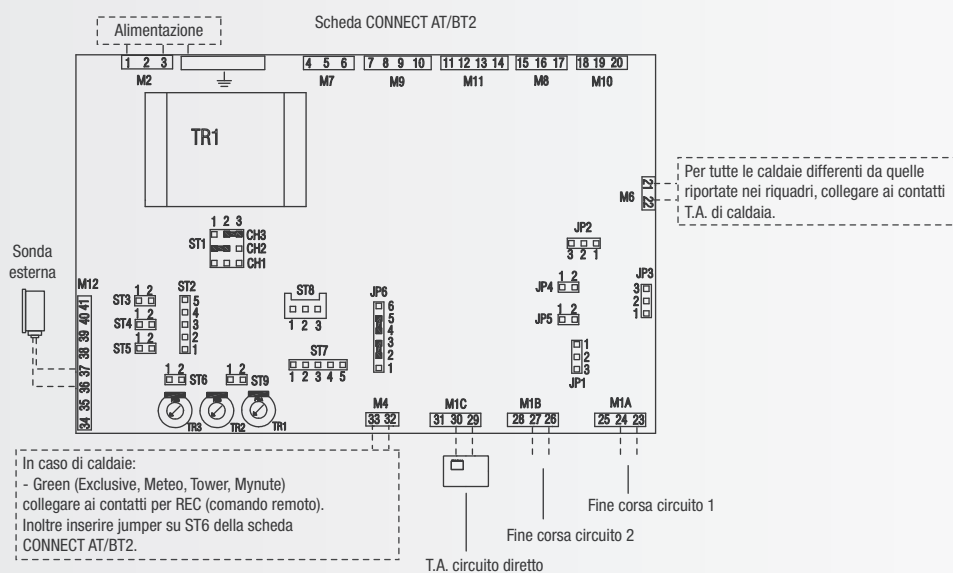 Scheda CONNECT AT/BT2
Alimentazione
1 2 3
M2
4 5 6
M7
7 8 9 10
M9
11 12 13 14
M11
15 16 17
M8
18 19 20
M10
TR1
21
22
M6
Per tutte le caldaie differenti da quelle
riportate nei riquadri, collegare ai contatti
T.A. di caldaia.
1 2 3
ST1
CH3
CH2
CH1
JP2
3 2 1
Sonda
esterna
M12
41
40
39
38
37
36
35
34
1 2
ST3
1 2
ST4
1 2
ST5
ST2
5
4
3
2
1
ST8
1 2 3
JP6
6
5
4
3
2
1
1 2
JP4
1 2
JP5
JP3
3
2
1
ST7
1 2 3 4 5
1
2
3
JP1
1 2
ST6
1 2
ST9
TR3
TR2
TR1
M4
33 32
M1C
31 30 29
M1B
28 27 26
M1A
25 24 23
In caso di caldaie:
- Green (Exclusive, Meteo, Tower, Mynute)
collegare ai contatti per REC (comando remoto).
Inoltre inserire jumper su ST6 della scheda
CONNECT AT/BT2.
Fine corsa circuito 1
Fine corsa circuito 2
T.A. circuito diretto